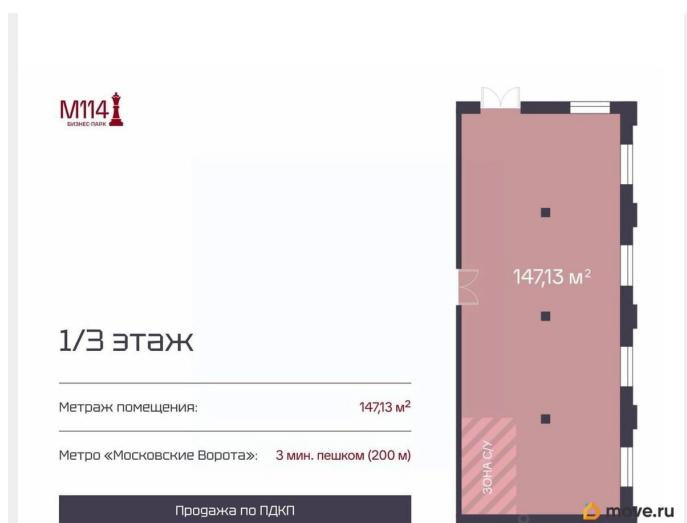 М114
БИЗНЕС-ПАРК
147,13 м²
1/3 этаж
Метраж помещения: 147,13 м²
Метро «Московские Ворота»: 3 мин. пешком (200 м)
ЗОНА С/У
Продажа по ПДКП
move.ru